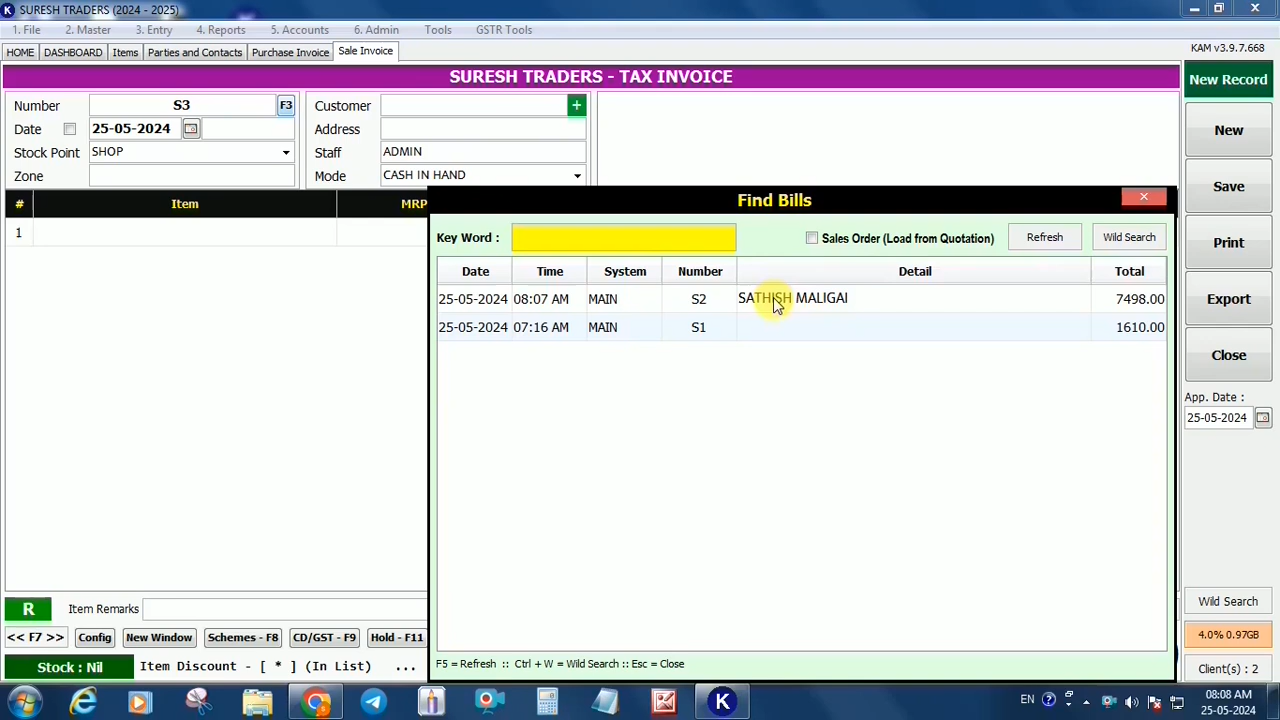 SURESH TRADERS (2024 - 2025)
1. File 2. Master 3. Entry 4. Reports 5. Accounts 6. Admin Tools GSTR Tools
HOME DASHBOARD Items Parties and Contacts Purchase Invoice Sale Invoice KAM v3.9.7.668
SURESH TRADERS - TAX INVOICE
Number S3 F3
Date 25-05-2024
Stock Point SHOP
Zone
Customer +
Address
Staff ADMIN
Mode CASH IN HAND
# Item MRP
1
Find Bills
Key Word : Sales Order (Load from Quotation) Refresh Wild Search
Date Time System Number Detail Total
25-05-2024 08:07 AM MAIN S2 SATHISH MALIGAI 7498.00
25-05-2024 07:16 AM MAIN S1 1610.00
F5 = Refresh :: Ctrl + W = Wild Search :: Esc = Close
New Record
New
Save
Print
Export
Close
App. Date :
25-05-2024
Wild Search
4.0% 0.97GB
Client(s) : 2
R Item Remarks
<< F7 >> Config New Window Schemes - F8 CD/GST - F9 Hold - F11
Stock : Nil Item Discount - [ * ] (In List) ...
EN 08:08 AM
25-05-2024